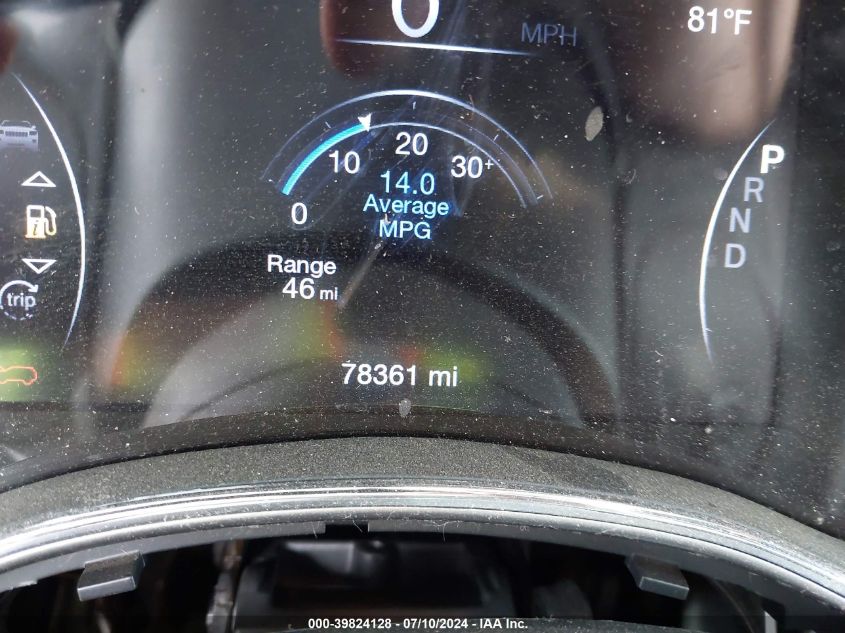 0 MPH
81°F
20
10
30+
14.0
Average
MPG
0
Range
46 mi
78361 mi
P
R
N
D
trip
000-39824128 - 07/10/2024 - IAA Inc.